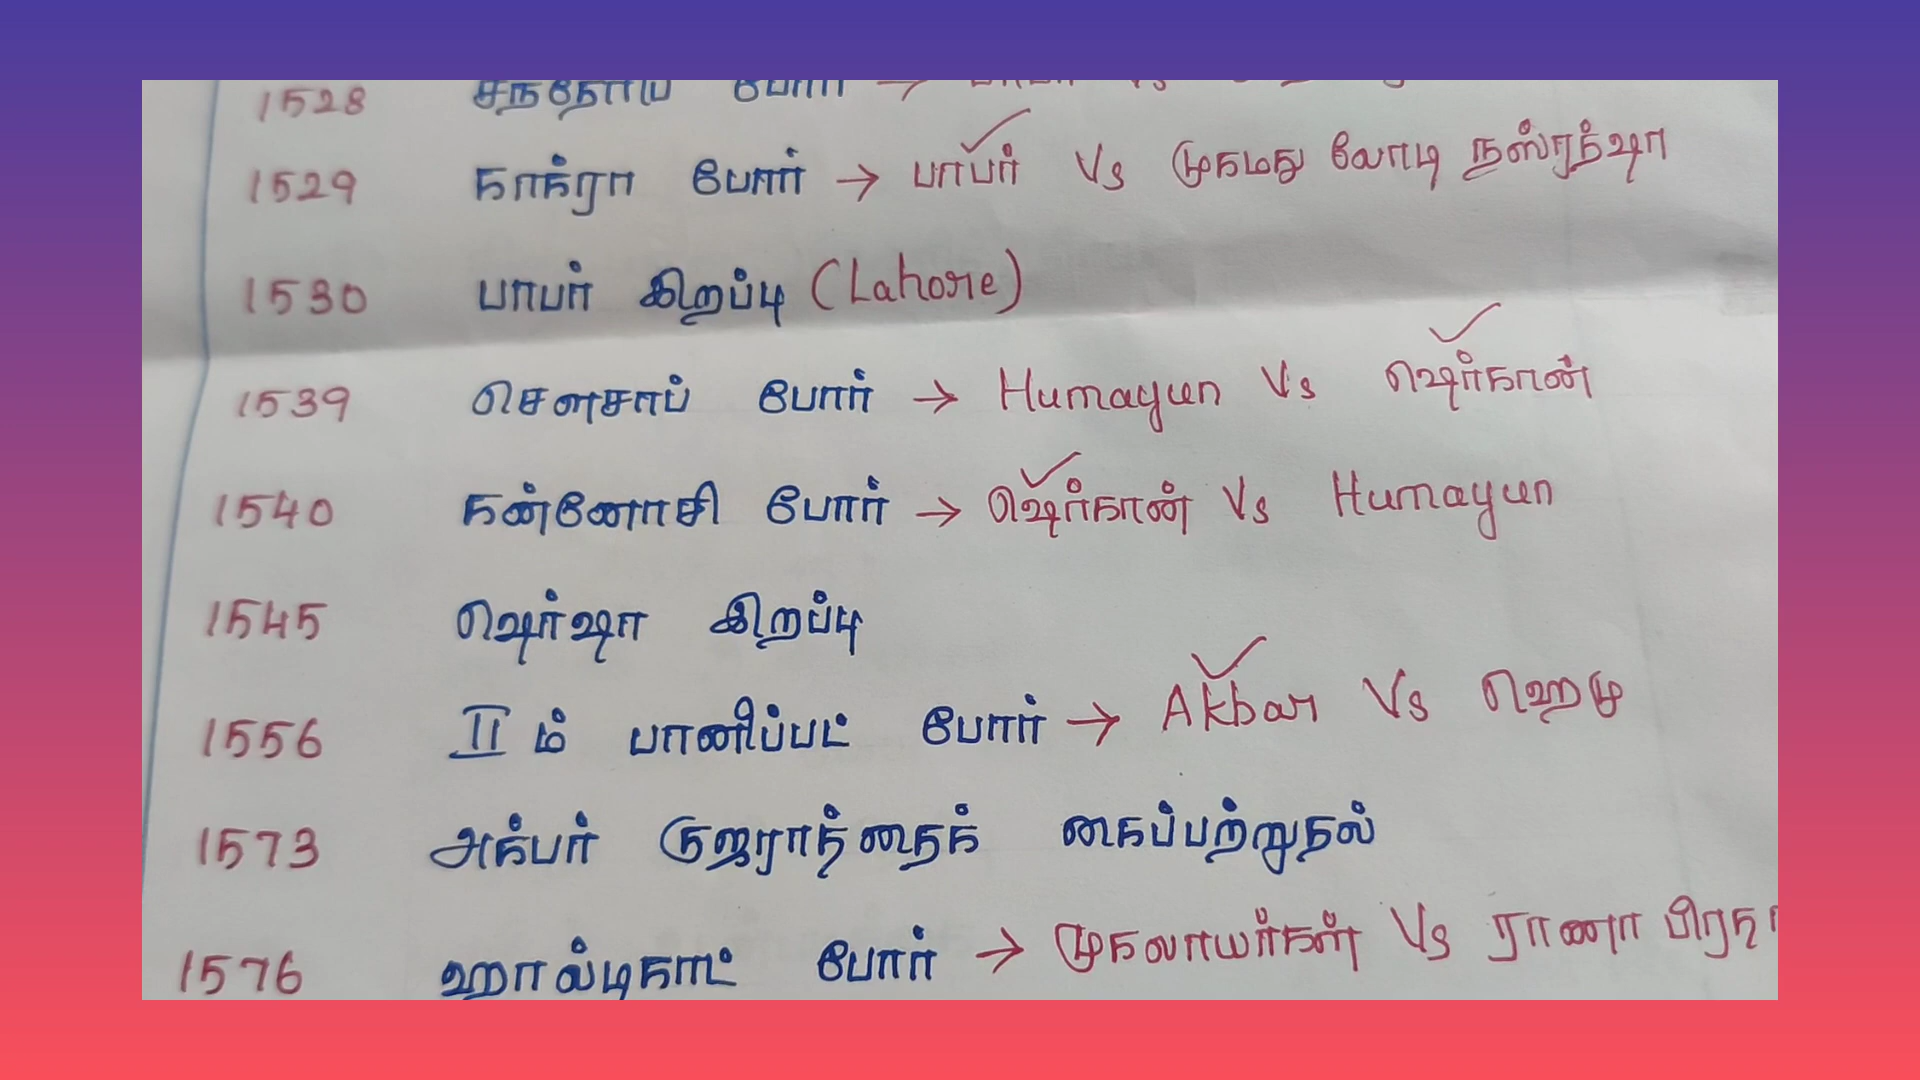 1528 போர் →
1529 காக்ரா போர் → பாபர் Vs முகமது லோடி நஸ்ரத்ஷா
1530 பாபர் இறப்பு (Lahore)
1539 சௌசாப் போர் → Humayun Vs ஷெர்கான்
1540 கன்னோசி போர் → ஷெர்கான் Vs Humayun
1545 ஷெர்ஷா இறப்பு
1556 II ம் பானிப்பட் போர் → Akbar Vs ஹெமு
1573 அக்பர் குஜராத்தைக் கைப்பற்றுதல்
1576 ஹால்டிகாட் போர் → முகலாயர்கள் Vs ராணா